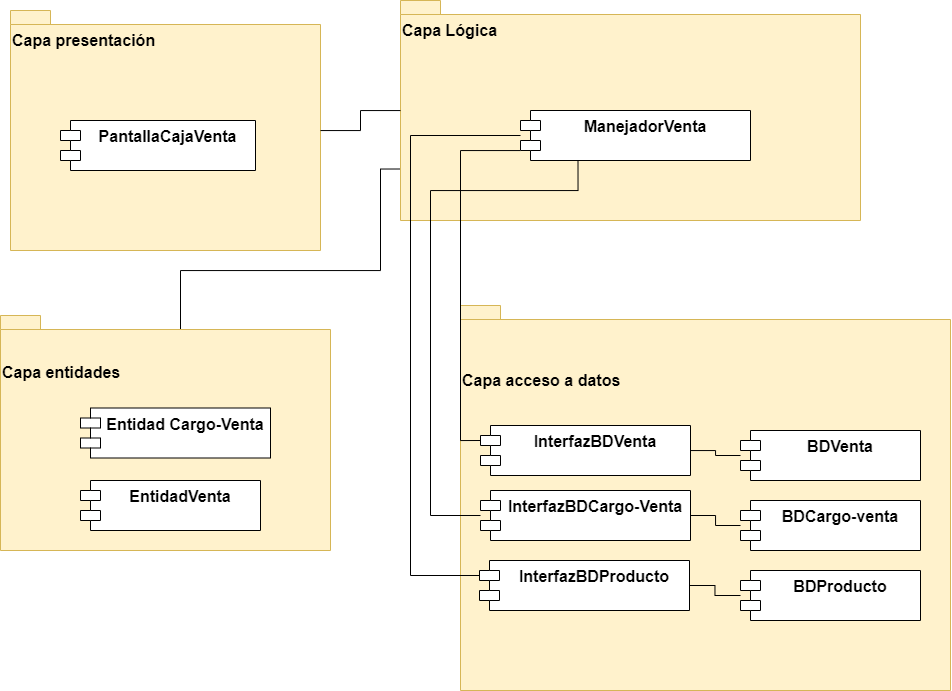 Capa presentación
PantallaCajaVenta
Capa Lógica
ManejadorVenta
Capa entidades
Entidad Cargo-Venta
EntidadVenta
Capa acceso a datos
InterfazBDVenta
BDVenta
InterfazBDCargo-Venta
BDCargo-venta
InterfazBDProducto
BDProducto